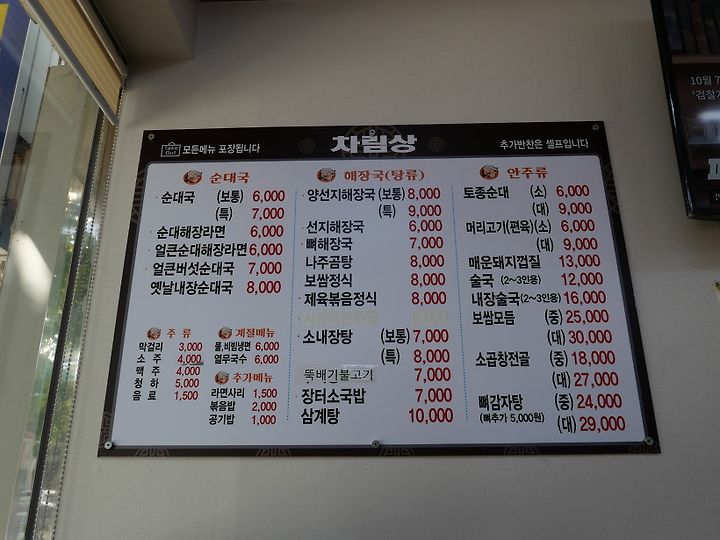 Take Out 모든메뉴 포장됩니다
차림상
추가반찬은 셀프입니다
순대국
순대국 (보통) 6,000
(특) 7,000
순대해장라면 6,000
얼큰순대해장라면 6,000
얼큰버섯순대국 7,000
옛날내장순대국 8,000
주 류
막걸리 3,000
소 주 4,000
맥 주 4,000
청 하 5,000
음 료 1,500
계절메뉴
물,비빔냉면 6,000
열무국수 6,000
추가메뉴
라면사리 1,500
볶음밥 2,000
공기밥 1,000
해장국(탕류)
양선지해장국 (보통) 8,000
(특) 9,000
선지해장국 6,000
뼈해장국 7,000
나주곰탕 8,000
보쌈정식 8,000
제육볶음정식 8,000
소내장탕 (보통) 7,000
(특) 8,000
뚝배기불고기 7,000
장터소국밥 7,000
삼계탕 10,000
안주류
토종순대 (소) 6,000
(대) 9,000
머리고기(편육) (소) 6,000
(대) 9,000
매운돼지껍질 13,000
술국 (2~3인용) 12,000
내장술국 (2~3인용) 16,000
보쌈모듬 (중) 25,000
(대) 30,000
소곱창전골 (중) 18,000
(대) 27,000
뼈감자탕 (중) 24,000
(뼈추가 5,000원) (대) 29,000
10월 7
'검찰